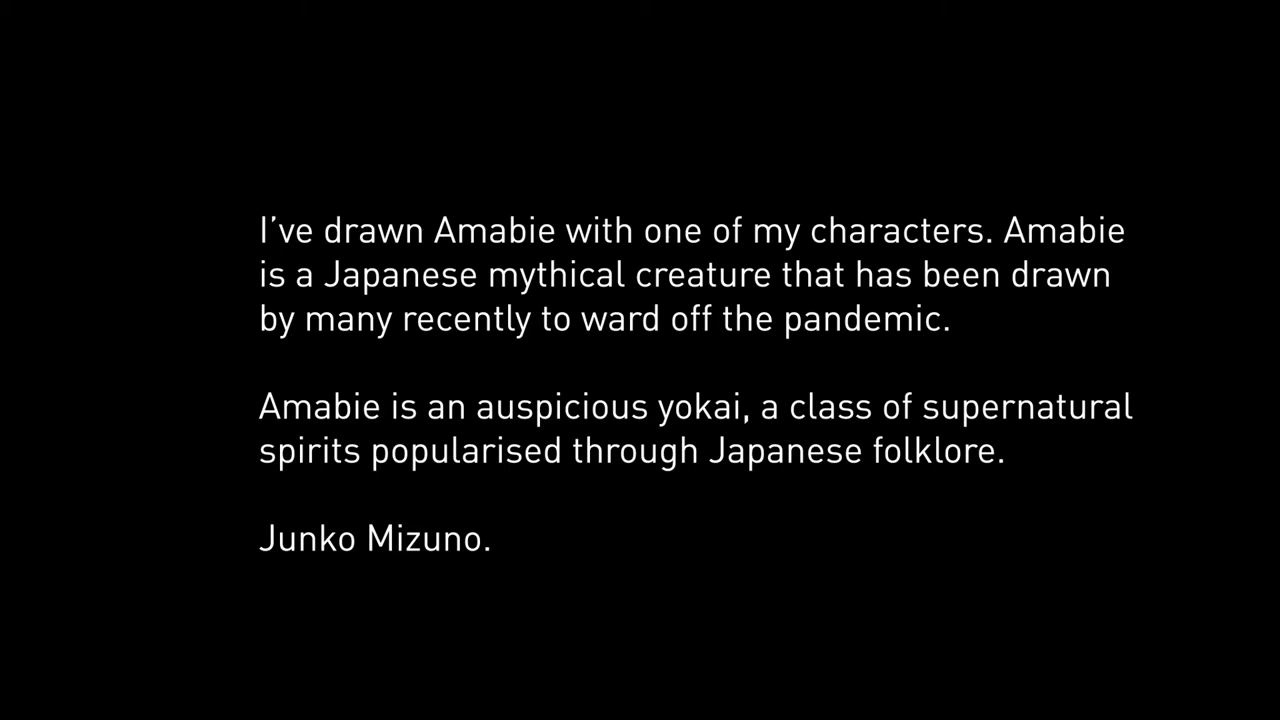 I’ve drawn Amabie with one of my characters. Amabie
is a Japanese mythical creature that has been drawn
by many recently to ward off the pandemic.
Amabie is an auspicious yokai, a class of supernatural
spirits popularised through Japanese folklore.
Junko Mizuno.